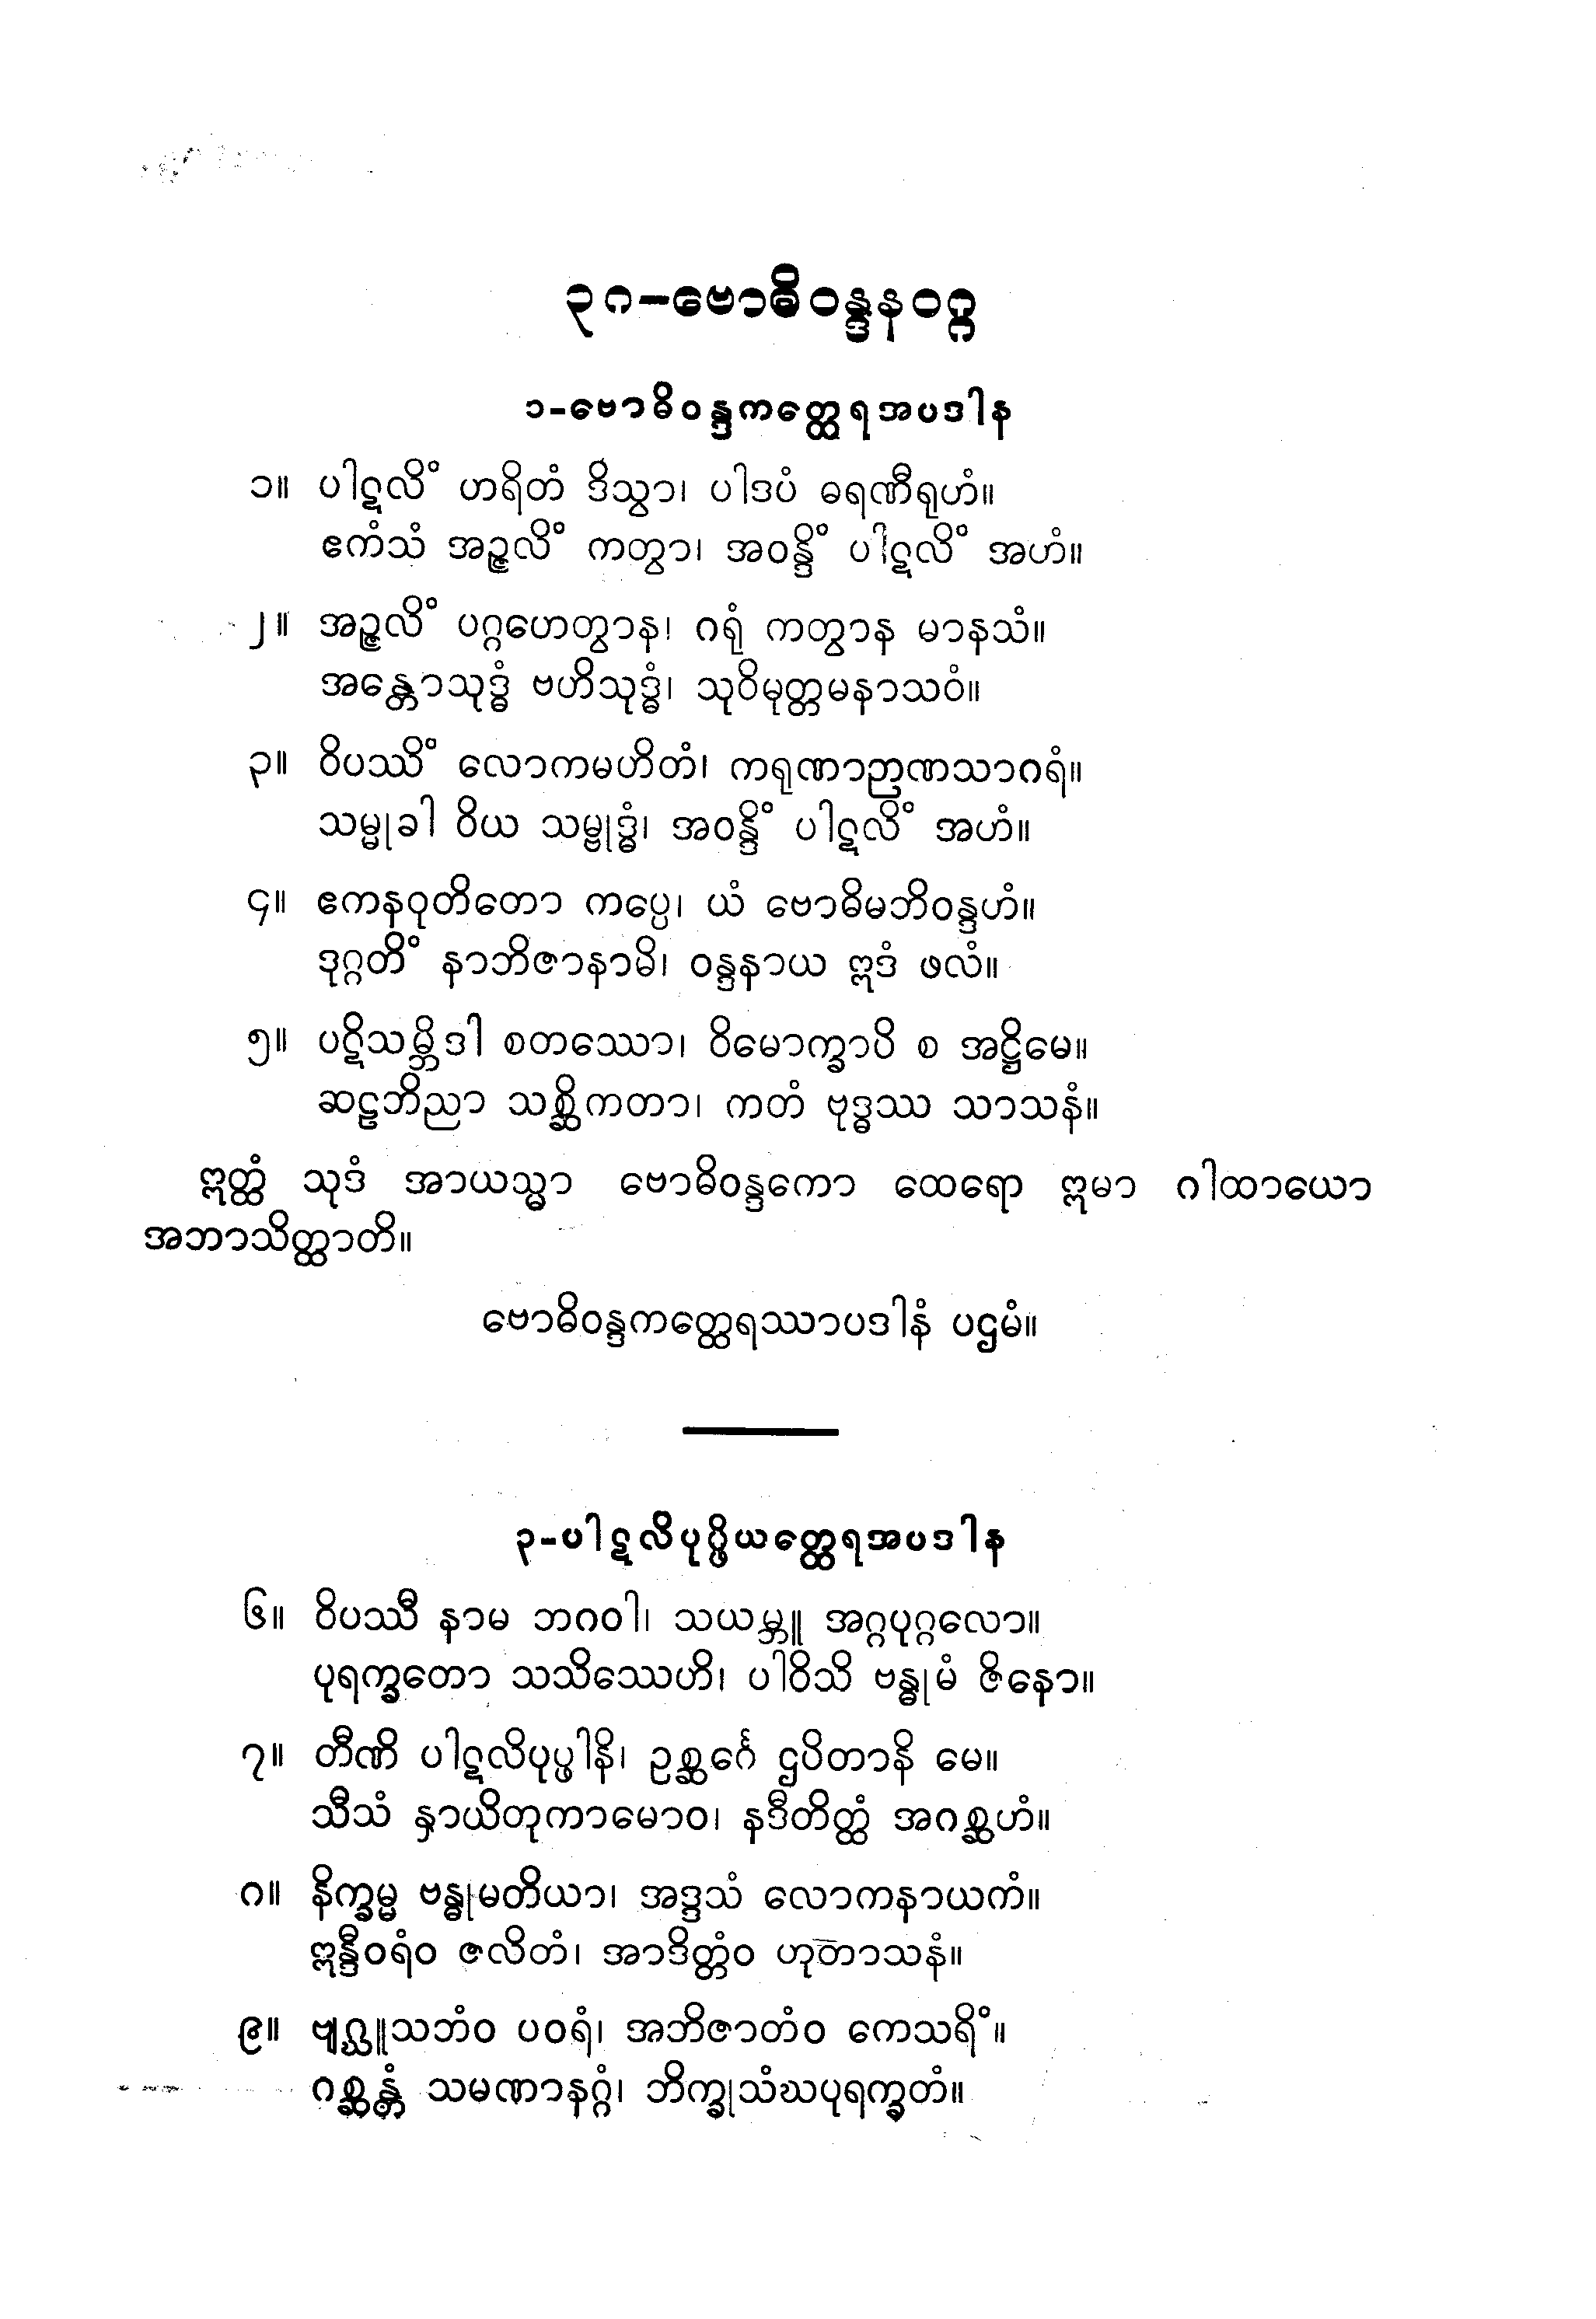 ၃ဂ-ဗောဓိဝန္ဒနဝဂ္ဂ
၁-ဗောဓိဝန္ဒကတ္ထေရအပဒါန
၁။ ပါဋလိံ ဟရိတံ ဒိသွာ၊ ပါဒပံ ဓရဏီရုဟံ။
ဧကံသံ အဉ္ဇလိံ ကတွာ၊ အဝန္ဒိံ ပါဋလိံ အဟံ။
၂။ အဉ္ဇလိံ ပဂ္ဂဟေတွာန၊ ဂရုံ ကတွာန မာနသံ။
အန္တောသုဒ္ဓံ ဗဟိသုဒ္ဓံ၊ သုဝိမုတ္တမနာသဝံ။
၃။ ဝိပဿိံ လောကမဟိတံ၊ ကရုဏာဉာဏသာဂရံ။
သမ္မုခါ ဝိယ သမ္ဗုဒ္ဓံ၊ အဝန္ဒိံ ပါဋလိံ အဟံ။
၄။ ဧကနဝုတိတော ကပ္ပေ၊ ယံ ဗောဓိမဘိဝန္ဒဟံ။
ဒုဂ္ဂတိံ နာဘိဇာနာမိ၊ ဝန္ဒနာယ ဣဒံ ဖလံ။
၅။ ပဋိသမ္ဘိဒါ စတဿော၊ ဝိမောက္ခာပိ စ အဋ္ဌိမေ။
ဆဠဘိညာ သစ္ဆိကတာ၊ ကတံ ဗုဒ္ဓဿ သာသနံ။
ဣတ္ထံ သုဒံ အာယသ္မာ ဗောဓိဝန္ဒကော ထေရော ဣမာ ဂါထာယော
အဘာသိတ္ထာတိ။
ဗောဓိဝန္ဒကတ္ထေရဿာပဒါနံ ပဌမံ။
၃-ပါဋလိပုပ္ဖိယတ္ထေရအပဒါန
၆။ ဝိပဿီ နာမ ဘဂဝါ၊ သယမ္ဘူ အဂ္ဂပုဂ္ဂလော။
ပုရက္ခတော သသိဿေဟိ၊ ပါဝိသိ ဗန္ဓုမံ ဇိနော။
၇။ တီဏိ ပါဋလိပုပ္ဖါနိ၊ ဥစ္ဆင်္ဂေ ဌပိတာနိ မေ။
သီသံ နှာယိတုကာမောဝ၊ နဒီတိတ္ထံ အဂစ္ဆဟံ။
ဂ။ နိက္ခမ္မ ဗန္ဓုမတိယာ၊ အဒ္ဒသံ လောကနာယကံ။
ဣန္ဒီဝရံဝ ဇလိတံ၊ အာဒိတ္တံဝ ဟုတာသနံ။
၉။ ဗျဂ္ဃူသဘံဝ ပဝရံ၊ အဘိဇာတံဝ ကေသရိံ။
ဂစ္ဆန္တံ သမဏာနဂ္ဂံ၊ ဘိက္ခုသံဃပုရက္ခတံ။